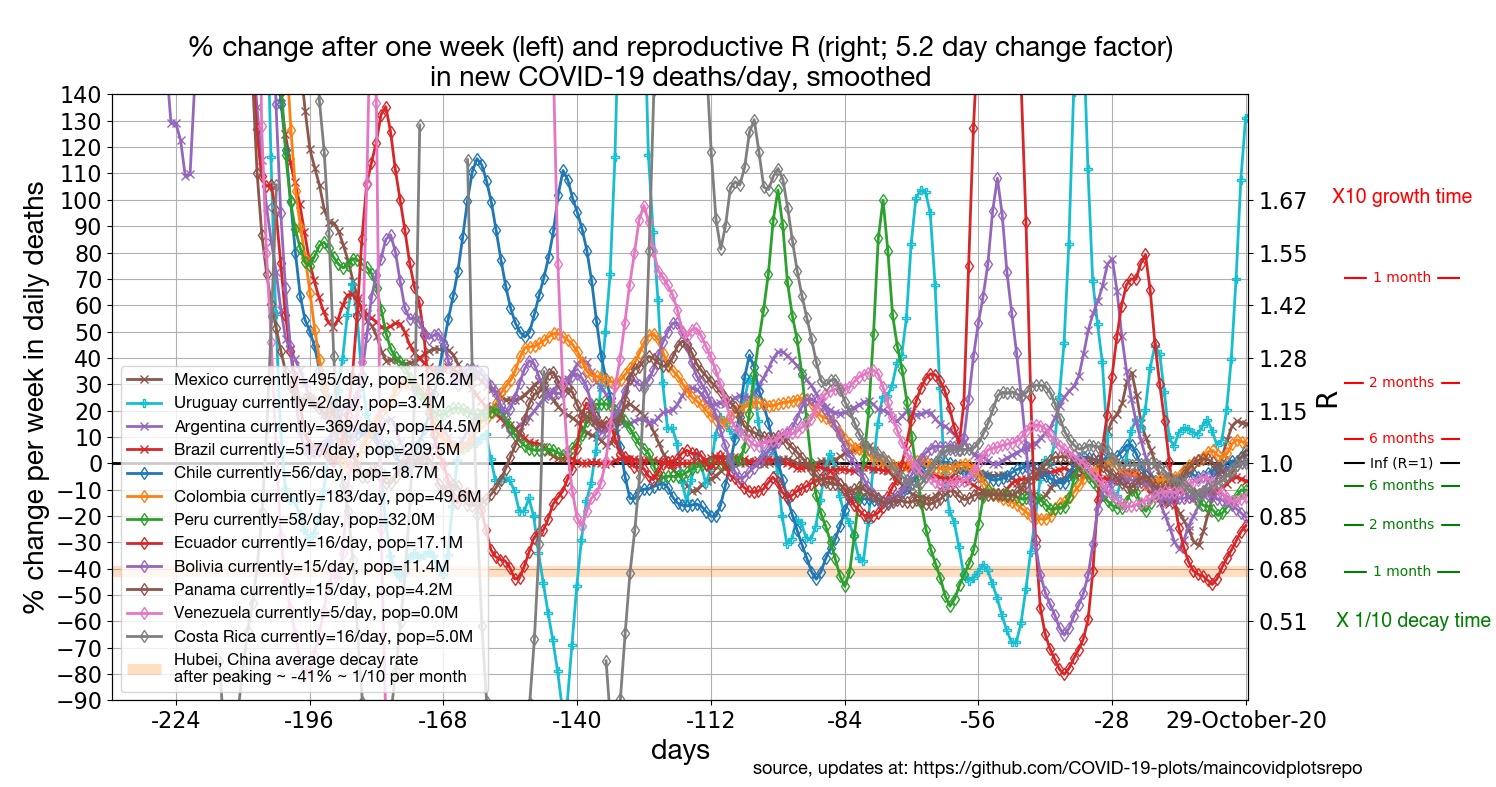 % change after one week (left) and reproductive R (right; 5.2 day change factor)
in new COVID-19 deaths/day, smoothed
140
130
120
110
100
90
80
70
60
50
40
30
20
10
0
−10
−20
−30
−40
−50
−60
−70
−80
−90
% change per week in daily deaths
Mexico currently=495/day, pop=126.2M
Uruguay currently=2/day, pop=3.4M
Argentina currently=369/day, pop=44.5M
Brazil currently=517/day, pop=209.5M
Chile currently=56/day, pop=18.7M
Colombia currently=183/day, pop=49.6M
Peru currently=58/day, pop=32.0M
Ecuador currently=16/day, pop=17.1M
Bolivia currently=15/day, pop=11.4M
Panama currently=15/day, pop=4.2M
Venezuela currently=5/day, pop=0.0M
Costa Rica currently=16/day, pop=5.0M
Hubei, China average decay rate
after peaking ~ -41% ~ 1/10 per month
-224
-196
-168
-140
-112
-84
-56
-28
29-October-20
days
1.67
1.55
1.42
1.28
1.15
1.0
0.85
0.68
0.51
R
X10 growth time
1 month
2 months
6 months
Inf (R=1)
6 months
2 months
1 month
X 1/10 decay time
source, updates at: https://github.com/COVID-19-plots/maincovidplotsrepo